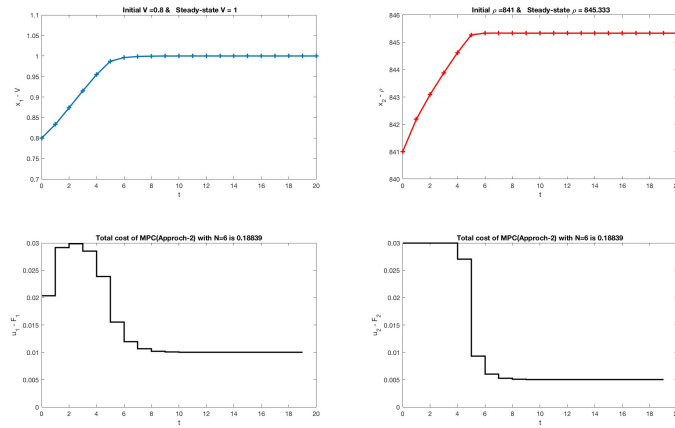 Initial V =0.8 & Steady-state V = 1
1.1
1.05
1
0.95
0.9
0.85
0.8
0.75
0.7
x1 - V
0 2 4 6 8 10 12 14 16 18 20
t
Initial ρ =841 & Steady-state ρ = 845.333
846
845
844
843
842
841
840
x2 - ρ
0 2 4 6 8 10 12 14 16 18 20
t
Total cost of MPC(Approch-2) with N=6 is 0.18839
0.03
0.025
0.02
0.015
0.01
0.005
0
u1 - F1
0 2 4 6 8 10 12 14 16 18 20
t
Total cost of MPC(Approch-2) with N=6 is 0.18839
0.03
0.025
0.02
0.015
0.01
0.005
0
u2 - F2
0 2 4 6 8 10 12 14 16 18 20
t